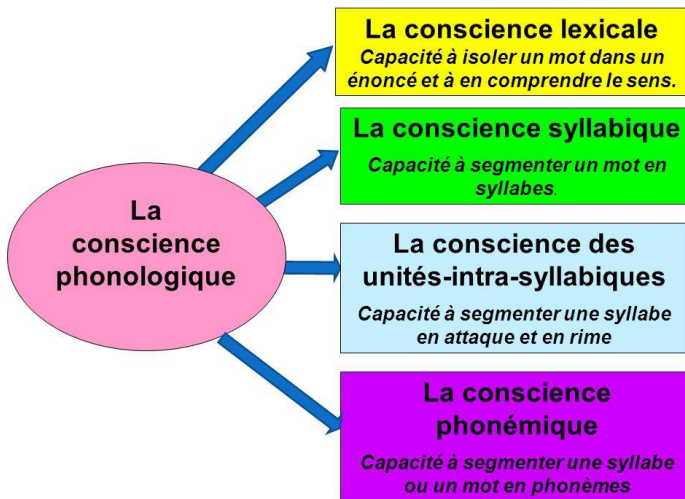 La
conscience
phonologique
La conscience lexicale
Capacité à isoler un mot dans un
énoncé et à en comprendre le sens.
La conscience syllabique
Capacité à segmenter un mot en
syllabes.
La conscience des
unités-intra-syllabiques
Capacité à segmenter une syllabe
en attaque et en rime
La conscience
phonémique
Capacité à segmenter une syllabe
ou un mot en phonèmes